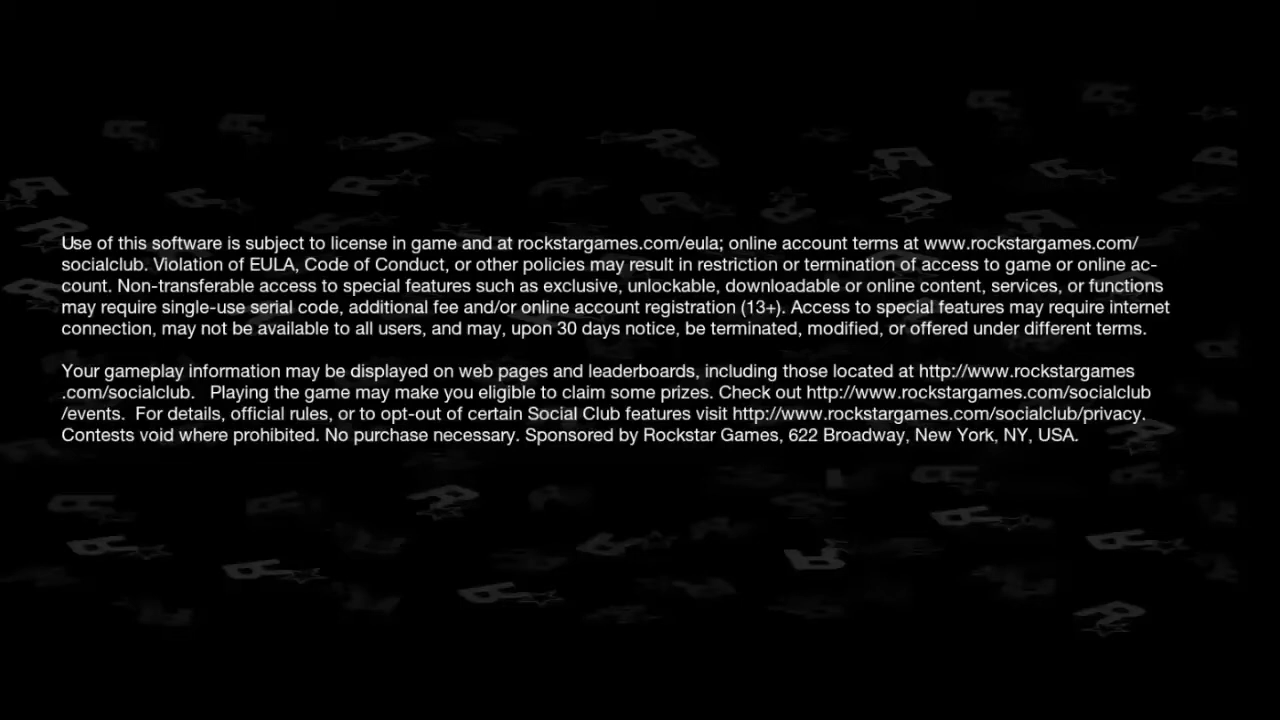 Use of this software is subject to license in game and at rockstargames.com/eula; online account terms at www.rockstargames.com/
socialclub. Violation of EULA, Code of Conduct, or other policies may result in restriction or termination of access to game or online ac-
count. Non-transferable access to special features such as exclusive, unlockable, downloadable or online content, services, or functions
may require single-use serial code, additional fee and/or online account registration (13+). Access to special features may require internet
connection, may not be available to all users, and may, upon 30 days notice, be terminated, modified, or offered under different terms.
Your gameplay information may be displayed on web pages and leaderboards, including those located at http://www.rockstargames
.com/socialclub.   Playing the game may make you eligible to claim some prizes. Check out http://www.rockstargames.com/socialclub
/events.  For details, official rules, or to opt-out of certain Social Club features visit http://www.rockstargames.com/socialclub/privacy.
Contests void where prohibited. No purchase necessary. Sponsored by Rockstar Games, 622 Broadway, New York, NY, USA.